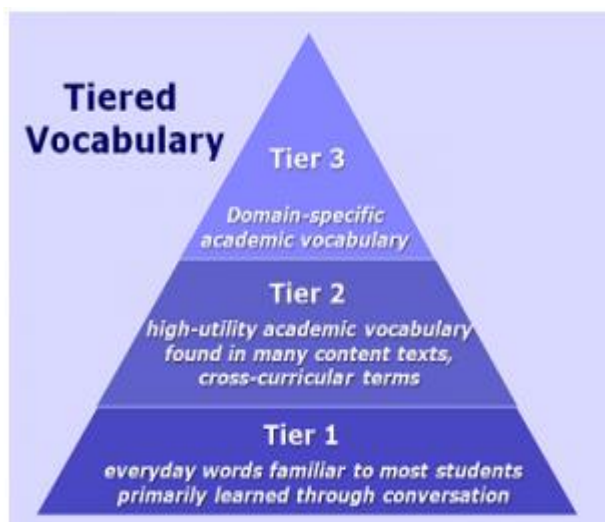 Tiered
Vocabulary
Tier 3
Domain-specific
academic vocabulary
Tier 2
high-utility academic vocabulary
found in many content texts,
cross-curricular terms
Tier 1
everyday words familiar to most students
primarily learned through conversation